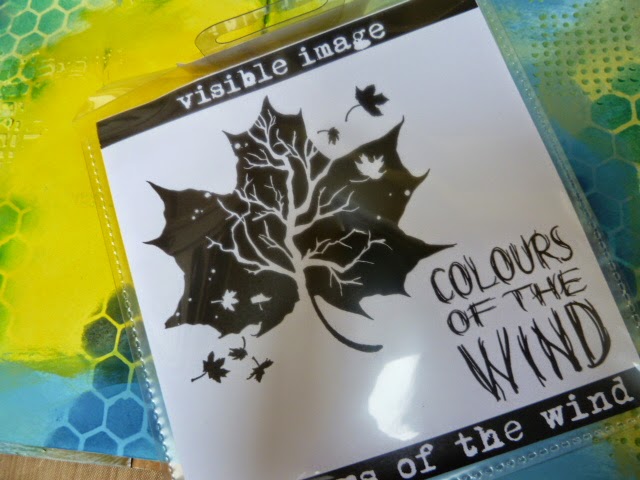 visible image
COLOURS
OF THE
WIND
of the wind